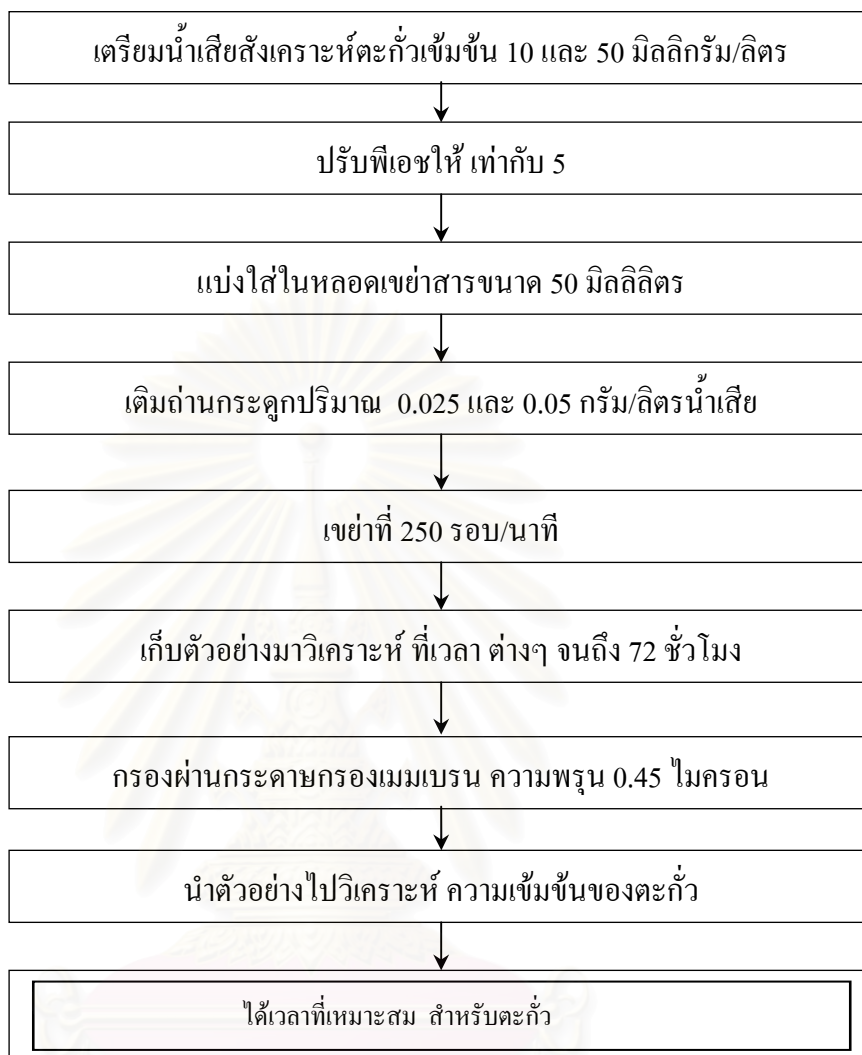 เตรียมน้ำเสียสังเคราะห์ตะกั่วเข้มข้น 10 และ 50 มิลลิกรัม/ลิตร
ปรับพีเอชให้ เท่ากับ 5
แบ่งใส่ในหลอดเขย่าสารขนาด 50 มิลลิลิตร
เติมถ่านกระดูกปริมาณ 0.025 และ 0.05 กรัม/ลิตรน้ำเสีย
เขย่าที่ 250 รอบ/นาที
เก็บตัวอย่างมาวิเคราะห์ ที่เวลา ต่างๆ จนถึง 72 ชั่วโมง
กรองผ่านกระดาษกรองเมมเบรน ความพรุน 0.45 ไมครอน
นำตัวอย่างไปวิเคราะห์ ความเข้มข้นของตะกั่ว
ได้เวลาที่เหมาะสม สำหรับตะกั่ว